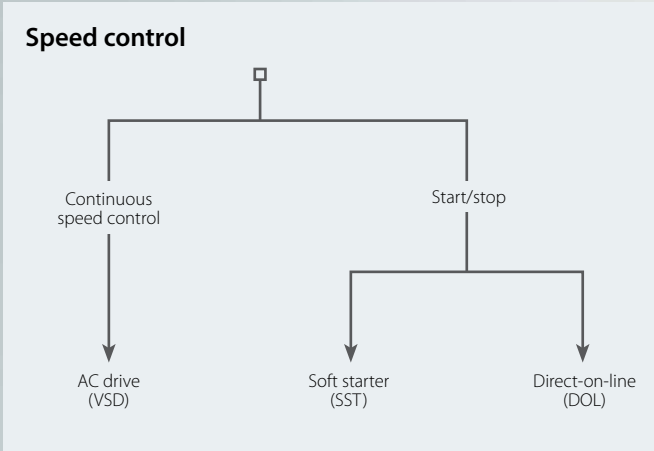 Speed control
Continuous
speed control
Start/stop
AC drive
(VSD)
Soft starter
(SST)
Direct-on-line
(DOL)